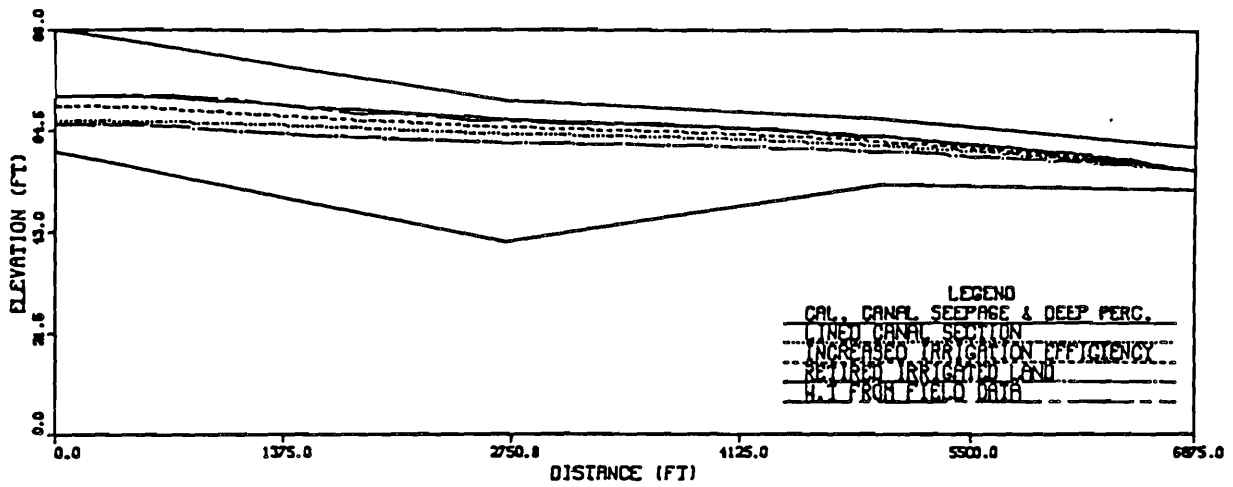 86.0
64.5
43.0
21.5
0.0
ELEVATION (FT)
LEGEND
CAL. CANAL SEEPAGE & DEEP PERC.
LINED CANAL SECTION
INCREASED IRRIGATION EFFICIENCY
RETIRED IRRIGATED LAND
W.T FROM FIELD DATA
0.0 1375.0 2750.0 4125.0 5500.0 6875.0
DISTANCE (FT)